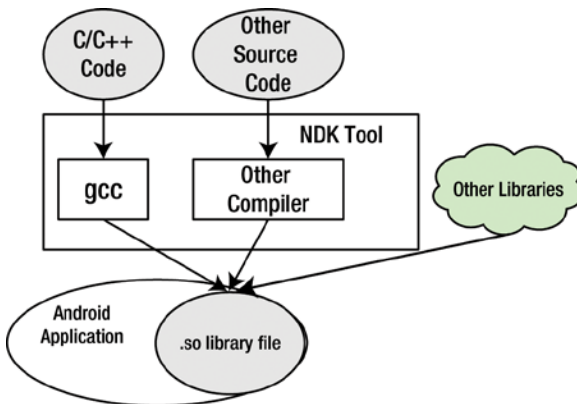 C/C++
Code
Other
Source
Code
NDK Tool
gcc
Other
Compiler
Other Libraries
Android
Application
.so library file